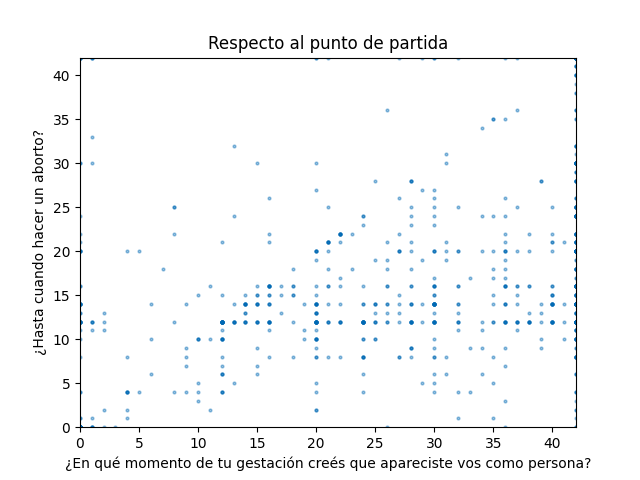 Respecto al punto de partida
¿Hasta cuando hacer un aborto?
40
35
30
25
20
15
10
5
0
0 5 10 15 20 25 30 35 40
¿En qué momento de tu gestación creés que apareciste vos como persona?